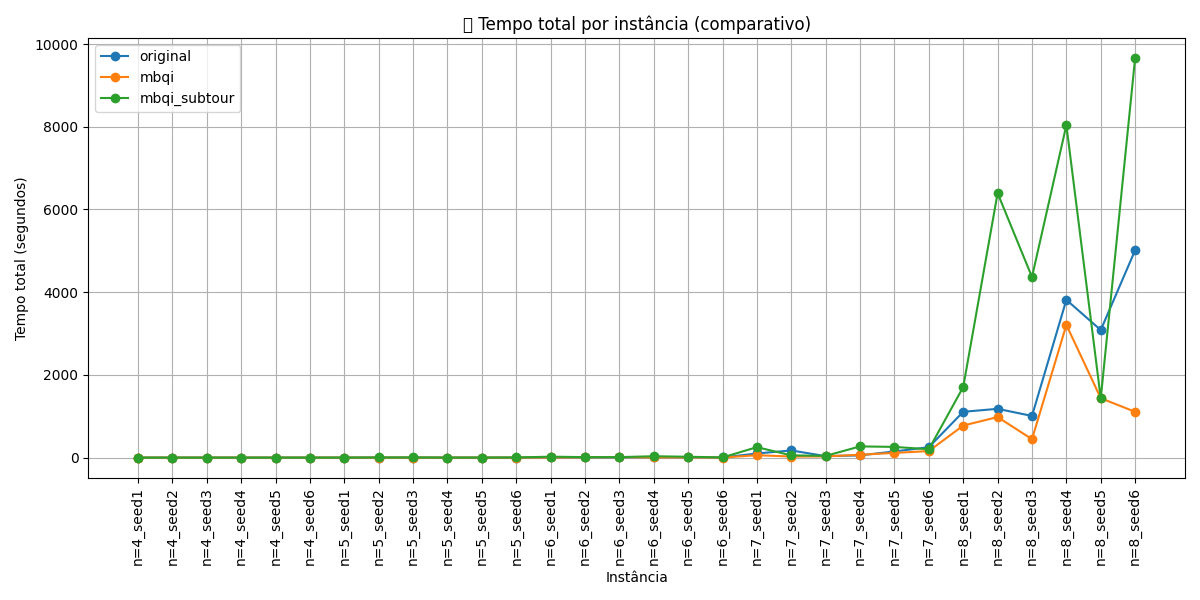 Tempo total por instância (comparativo)
original
mbqi
mbqi_subtour
Tempo total (segundos)
10000
8000
6000
4000
2000
0
n=4_seed1
n=4_seed2
n=4_seed3
n=4_seed4
n=4_seed5
n=4_seed6
n=5_seed1
n=5_seed2
n=5_seed3
n=5_seed4
n=5_seed5
n=5_seed6
n=6_seed1
n=6_seed2
n=6_seed3
n=6_seed4
n=6_seed5
n=6_seed6
n=7_seed1
n=7_seed2
n=7_seed3
n=7_seed4
n=7_seed5
n=7_seed6
n=8_seed1
n=8_seed2
n=8_seed3
n=8_seed4
n=8_seed5
n=8_seed6
Instância